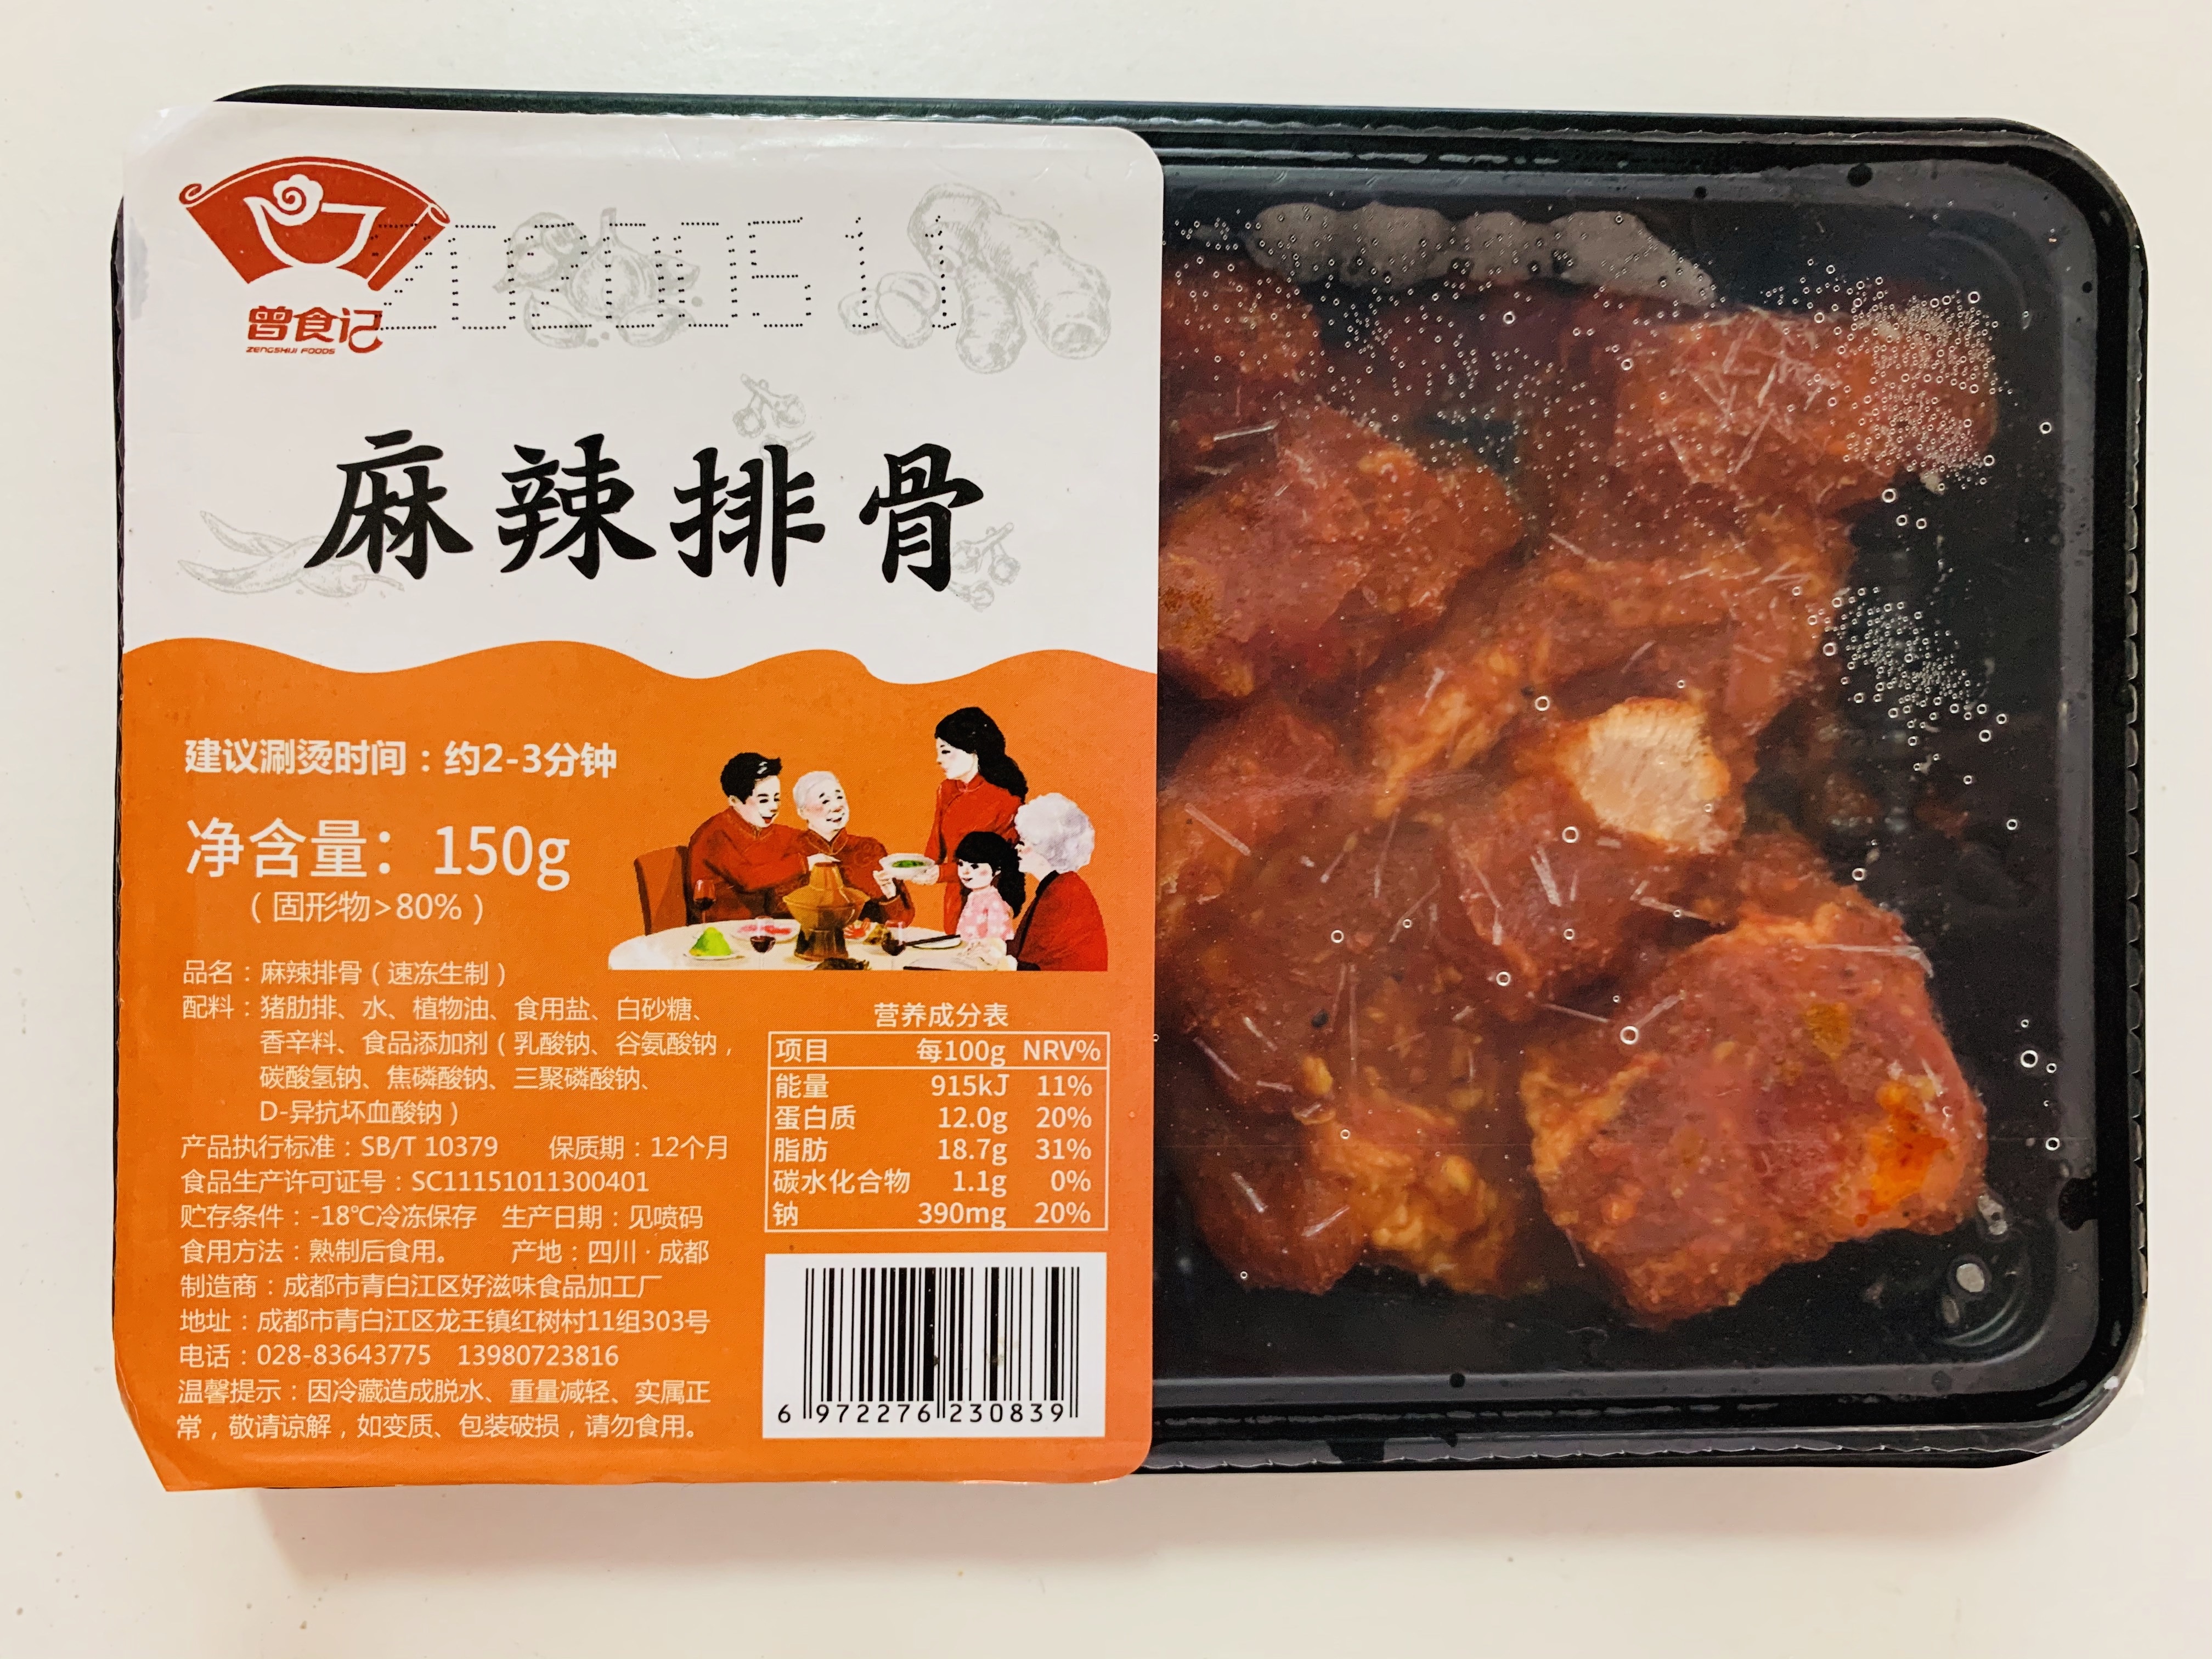 20200511
曾食记
ZENGSHIJI FOODS
麻辣排骨
建议涮烫时间：约2-3分钟
净含量：150g
（固形物>80%）
品名：麻辣排骨（速冻生制）
配料：猪肋排、水、植物油、食用盐、白砂糖、
香辛料、食品添加剂（乳酸钠、谷氨酸钠，
碳酸氢钠、焦磷酸钠、三聚磷酸钠、
D-异抗坏血酸钠）
产品执行标准：SB/T 10379 保质期：12个月
食品生产许可证号：SC11151011300401
贮存条件：-18℃冷冻保存 生产日期：见喷码
食用方法：熟制后食用。 产地：四川·成都
制造商：成都市青白江区好滋味食品加工厂
地址：成都市青白江区龙王镇红树村11组303号
电话：028-83643775 13980723816
温馨提示：因冷藏造成脱水、重量减轻、实属正
常，敬请谅解，如变质、包装破损，请勿食用。
营养成分表
项目 每100g NRV%
能量 915kJ 11%
蛋白质 12.0g 20%
脂肪 18.7g 31%
碳水化合物 1.1g 0%
钠 390mg 20%
6 972276 230839